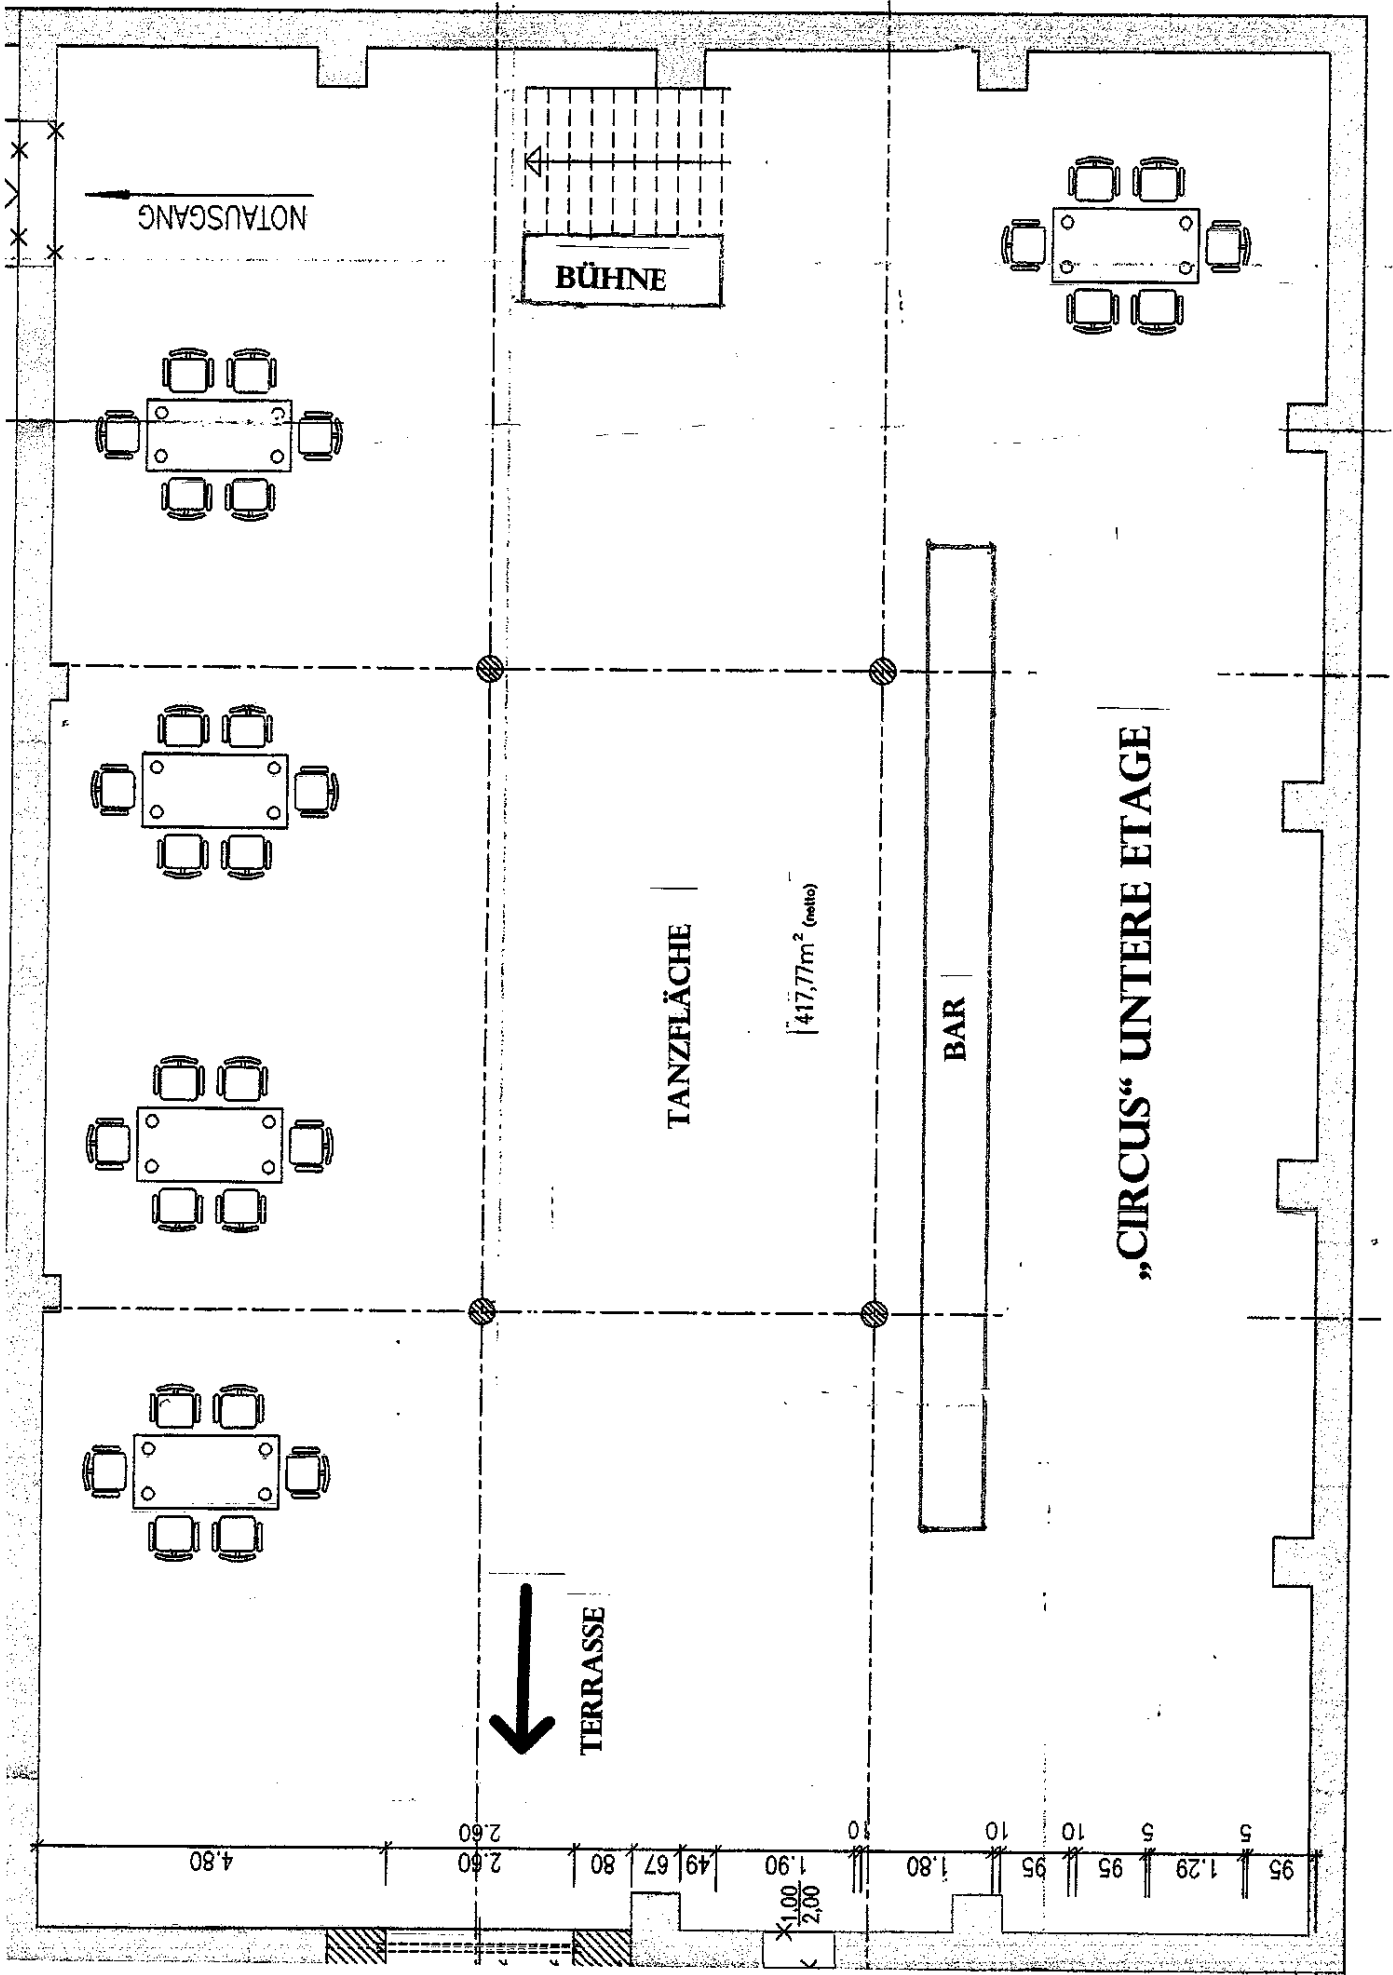 NOTAUSGANG
BÜHNE
TANZFLÄCHE
417,77m² (netto)
BAR
„CIRCUS“ UNTERE ETAGE
TERRASSE
2.60
10
10
10
5
5
4.80
2.60
80
67
49
1.90
1.80
95
95
1.29
95
1.00
2,00